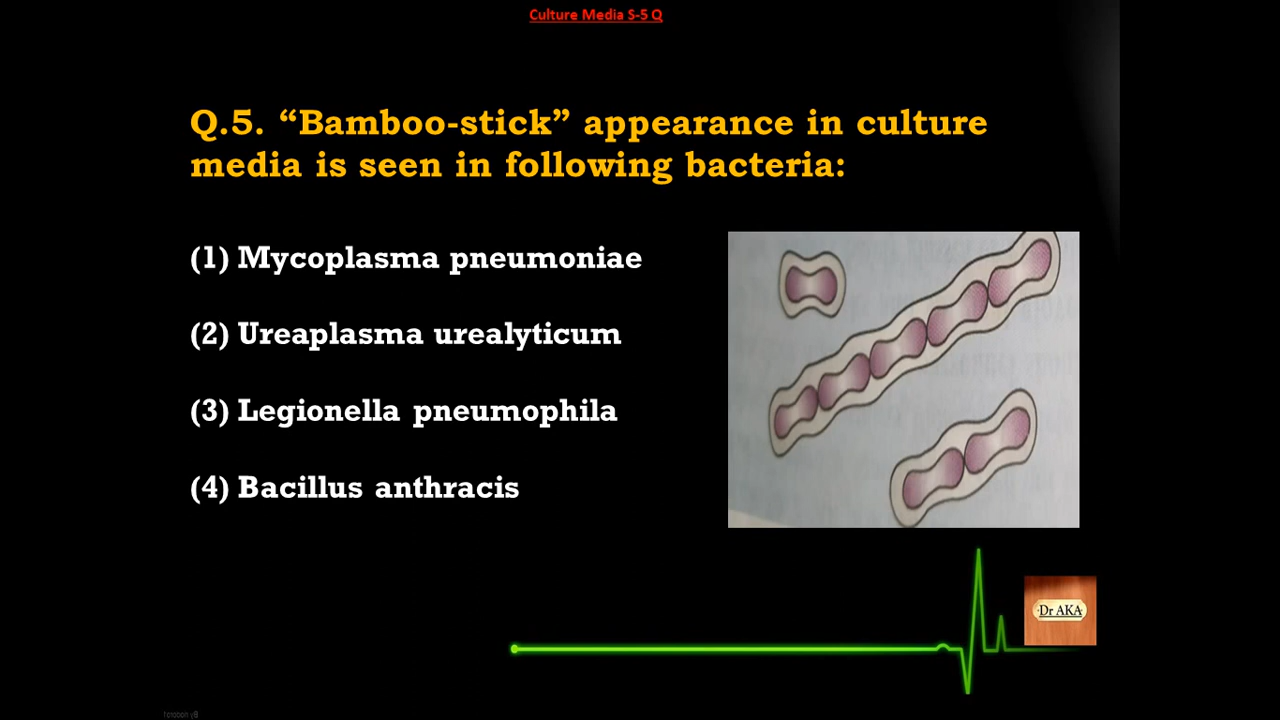 Culture Media S-5 Q
Q.5. “Bamboo-stick” appearance in culture
media is seen in following bacteria:
(1) Mycoplasma pneumoniae
(2) Ureaplasma urealyticum
(3) Legionella pneumophila
(4) Bacillus anthracis
Dr AKA